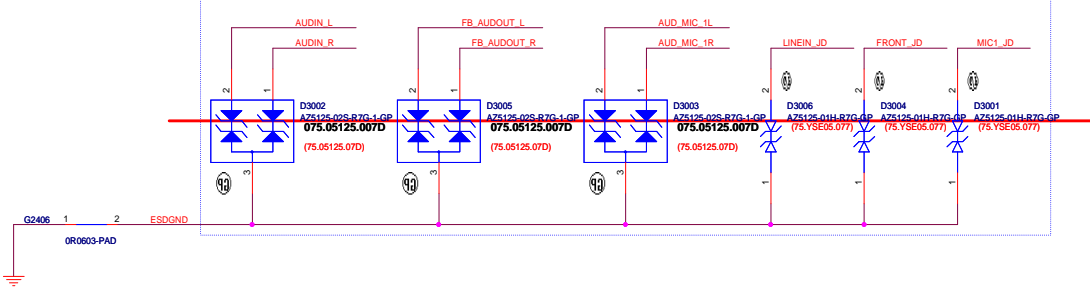 AUDIN_L
AUDIN_R
FB_AUDOUT_L
FB_AUDOUT_R
AUD_MIC_1L
AUD_MIC_1R
LINEIN_JD
FRONT_JD
MIC1_JD
2
1
2
1
2
1
2
2
2
D3002
AZ5125-02S-R7G-1-GP
075.05125.007D
(75.05125.07D)
D3005
AZ5125-02S-R7G-1-GP
075.05125.007D
(75.05125.07D)
D3003
AZ5125-02S-R7G-1-GP
075.05125.007D
(75.05125.07D)
D3006
AZ5125-01H-R7G-GP
(75.YSE05.077)
D3004
AZ5125-01H-R7G-GP
(75.YSE05.077)
D3001
AZ5125-01H-R7G-GP
(75.YSE05.077)
3
3
3
1
1
1
GP
GP
GP
G2406
1
2
ESDGND
0R0603-PAD